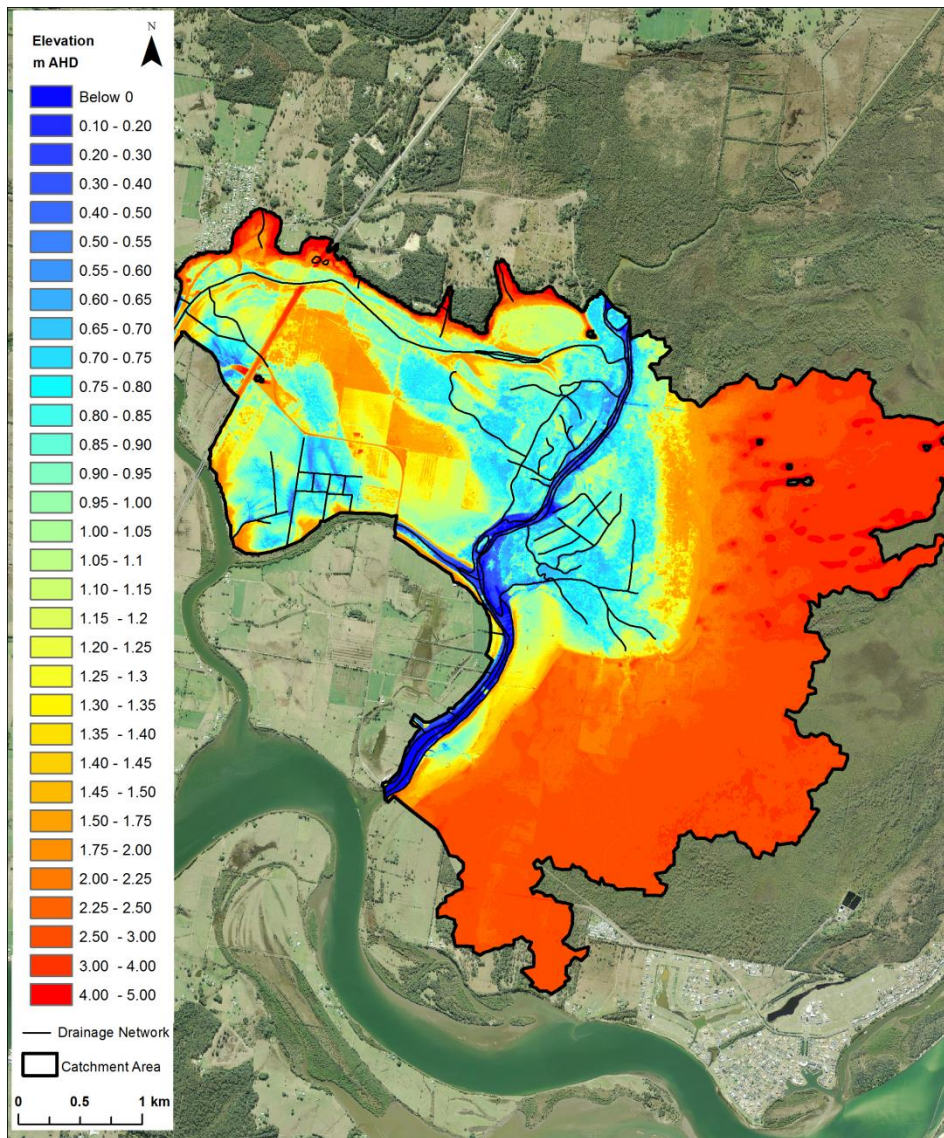 N
Elevation
m AHD
Below 0
0.10 - 0.20
0.20 - 0.30
0.30 - 0.40
0.40 - 0.50
0.50 - 0.55
0.55 - 0.60
0.60 - 0.65
0.65 - 0.70
0.70 - 0.75
0.75 - 0.80
0.80 - 0.85
0.85 - 0.90
0.90 - 0.95
0.95 - 1.00
1.00 - 1.05
1.05 - 1.1
1.10 - 1.15
1.15 - 1.2
1.20 - 1.25
1.25 - 1.3
1.30 - 1.35
1.35 - 1.40
1.40 - 1.45
1.45 - 1.50
1.50 - 1.75
1.75 - 2.00
2.00 - 2.25
2.25 - 2.50
2.50 - 3.00
3.00 - 4.00
4.00 - 5.00
Drainage Network
Catchment Area
0 0.5 1 km